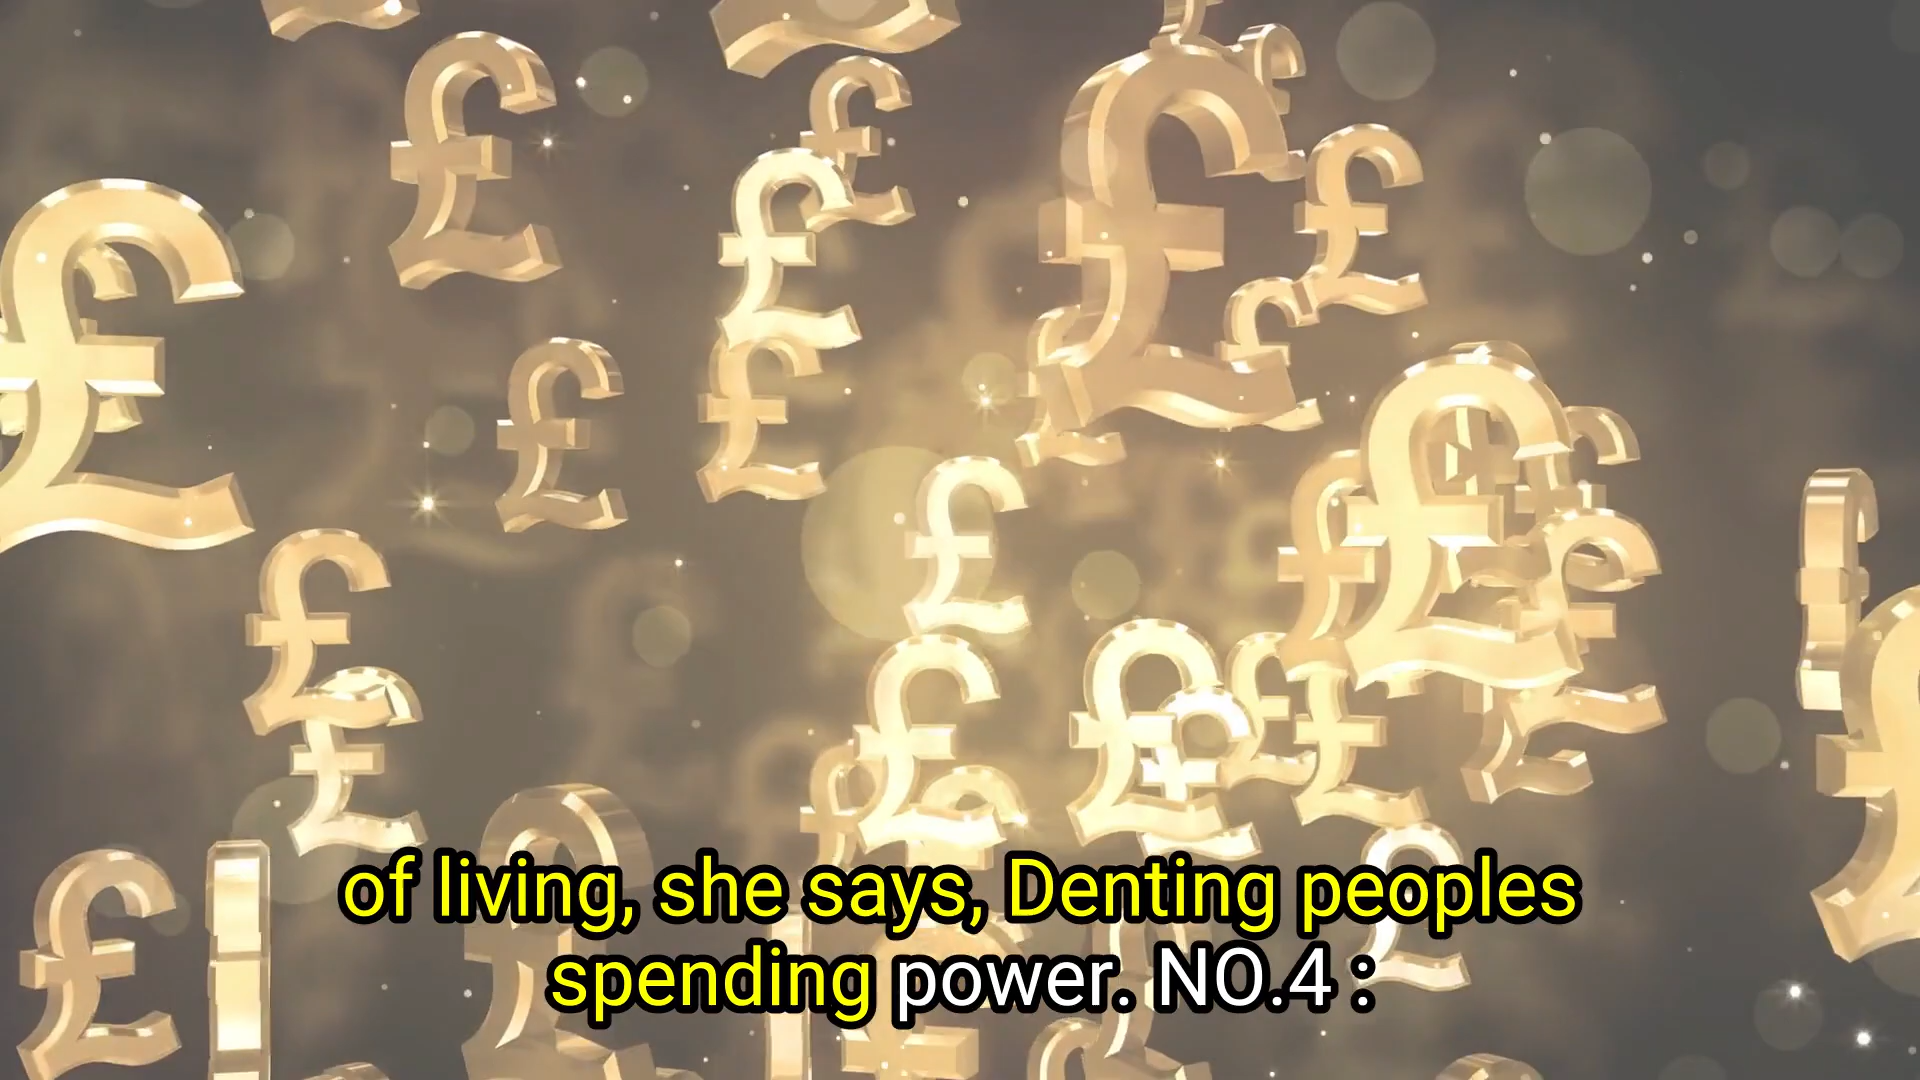 of living, she says, Denting peoples
spending power. NO.4 :